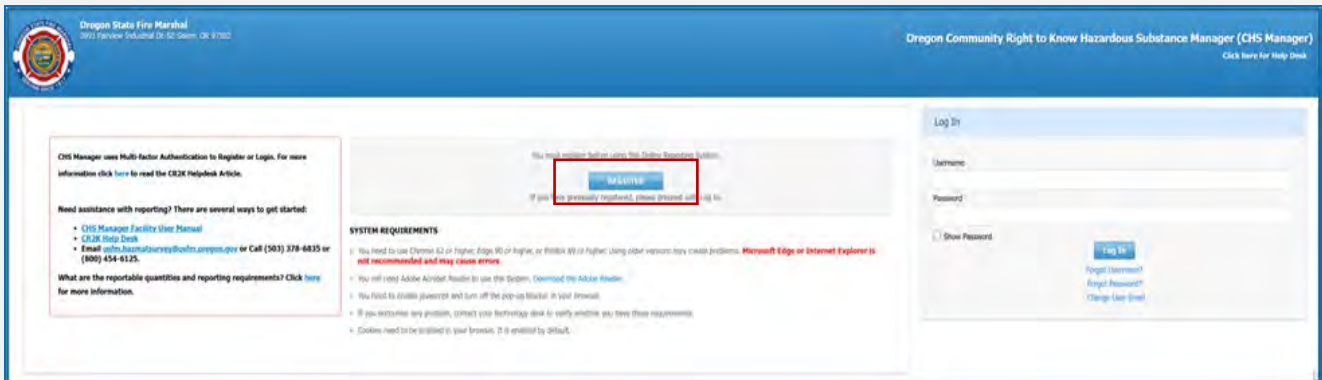 Oregon State Fire Marshal
3991 Fairview Industrial Dr. SE Salem, OR 97302
Oregon Community Right to Know Hazardous Substance Manager (CHS Manager)
Click here for Help Desk
CHS Manager uses Multi-factor Authentication to Register or Login. For more
information click here to read the CR2K Helpdesk Article.
Need assistance with reporting? There are several ways to get started:
• CHS Manager Facility User Manual
• CR2K Help Desk
• Email osfm.hazmatsurvey@osfm.oregon.gov or Call (503) 378-6835 or
(800) 454-6125.
What are the reportable quantities and reporting requirements? Click here
for more information.
You must register before using this Online Reporting System.
REGISTER
If you have previously registered, please proceed with Log In.
SYSTEM REQUIREMENTS
You need to use Chrome 62 or higher, Edge 90 or higher, or Firefox 89 or higher. Using older versions may create problems. Microsoft Edge or Internet Explorer is
not recommended and may cause errors.
You will need Adobe Acrobat Reader to use this System. Download the Adobe Reader.
You need to enable javascript and turn off the pop-up blocker in your browser.
If you encounter any problem, contact your technology desk to verify whether you have these requirements.
Cookies need to be enabled in your browser. It is enabled by default.
Log In
Username
Password
Show Password
Log In
Forgot Username?
Forgot Password?
Change User Email